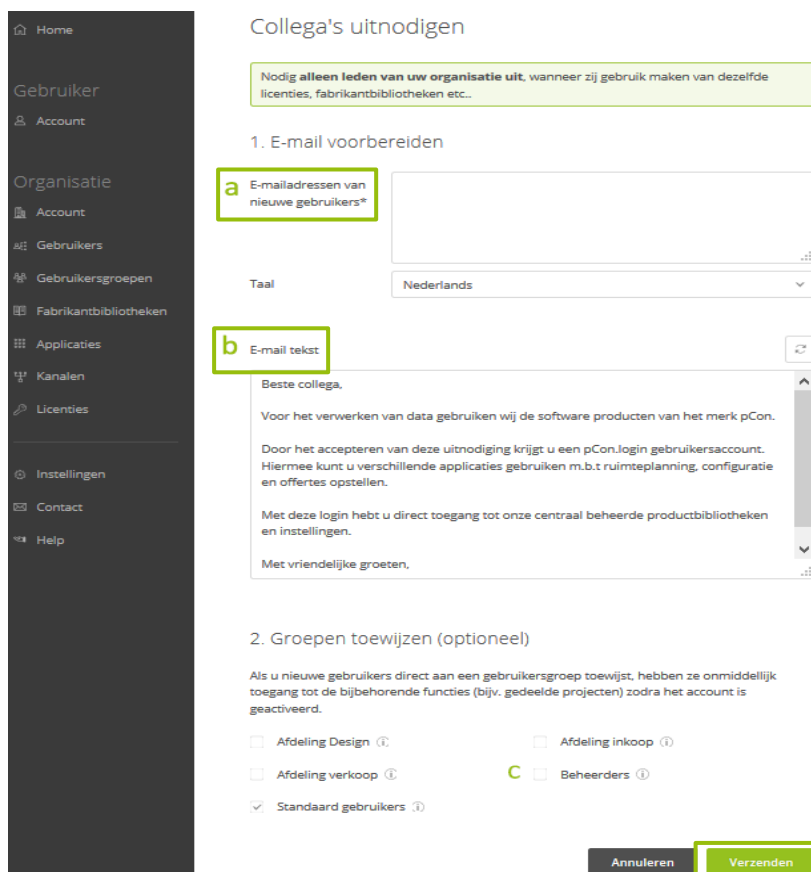 Home
Gebruiker
Account
Organisatie
Account
Gebruikers
Gebruikersgroepen
Fabrikantbibliotheken
Applicaties
Kanalen
Licenties
Instellingen
Contact
Help
Collega's uitnodigen
Nodig alleen leden van uw organisatie uit, wanneer zij gebruik maken van dezelfde
licenties, fabrikantbibliotheken etc..
1. E-mail voorbereiden
a E-mailadressen van
nieuwe gebruikers*
Taal Nederlands
b E-mail tekst
Beste collega,
Voor het verwerken van data gebruiken wij de software producten van het merk pCon.
Door het accepteren van deze uitnodiging krijgt u een pCon.login gebruikersaccount.
Hiermee kunt u verschillende applicaties gebruiken m.b.t ruimteplanning, configuratie
en offertes opstellen.
Met deze login hebt u direct toegang tot onze centraal beheerde productbibliotheken
en instellingen.
Met vriendelijke groeten,
2. Groepen toewijzen (optioneel)
Als u nieuwe gebruikers direct aan een gebruikersgroep toewijst, hebben ze onmiddellijk
toegang tot de bijbehorende functies (bijv. gedeelde projecten) zodra het account is
geactiveerd.
Afdeling Design Afdeling inkoop
Afdeling verkoop c Beheerders
Standaard gebruikers
Annuleren Verzenden